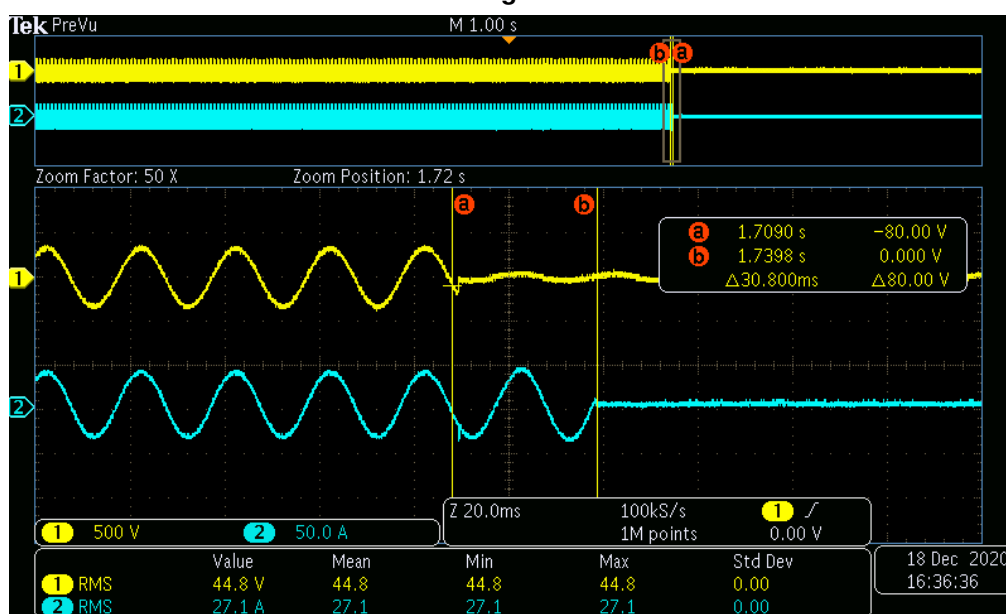 Tek PreVu M 1.00 s
b a
1
2
Zoom Factor: 50 X Zoom Position: 1.72 s
a b
a 1.7090 s -80.00 V
b 1.7398 s 0.000 V
△30.800ms △80.00 V
1
2
Z 20.0ms 100kS/s 1
1M points 0.00 V
1 500 V 2 50.0 A
Value Mean Min Max Std Dev
1 RMS 44.8 V 44.8 44.8 44.8 0.00
2 RMS 27.1 A 27.1 27.1 27.1 0.00
18 Dec 2020
16:36:36